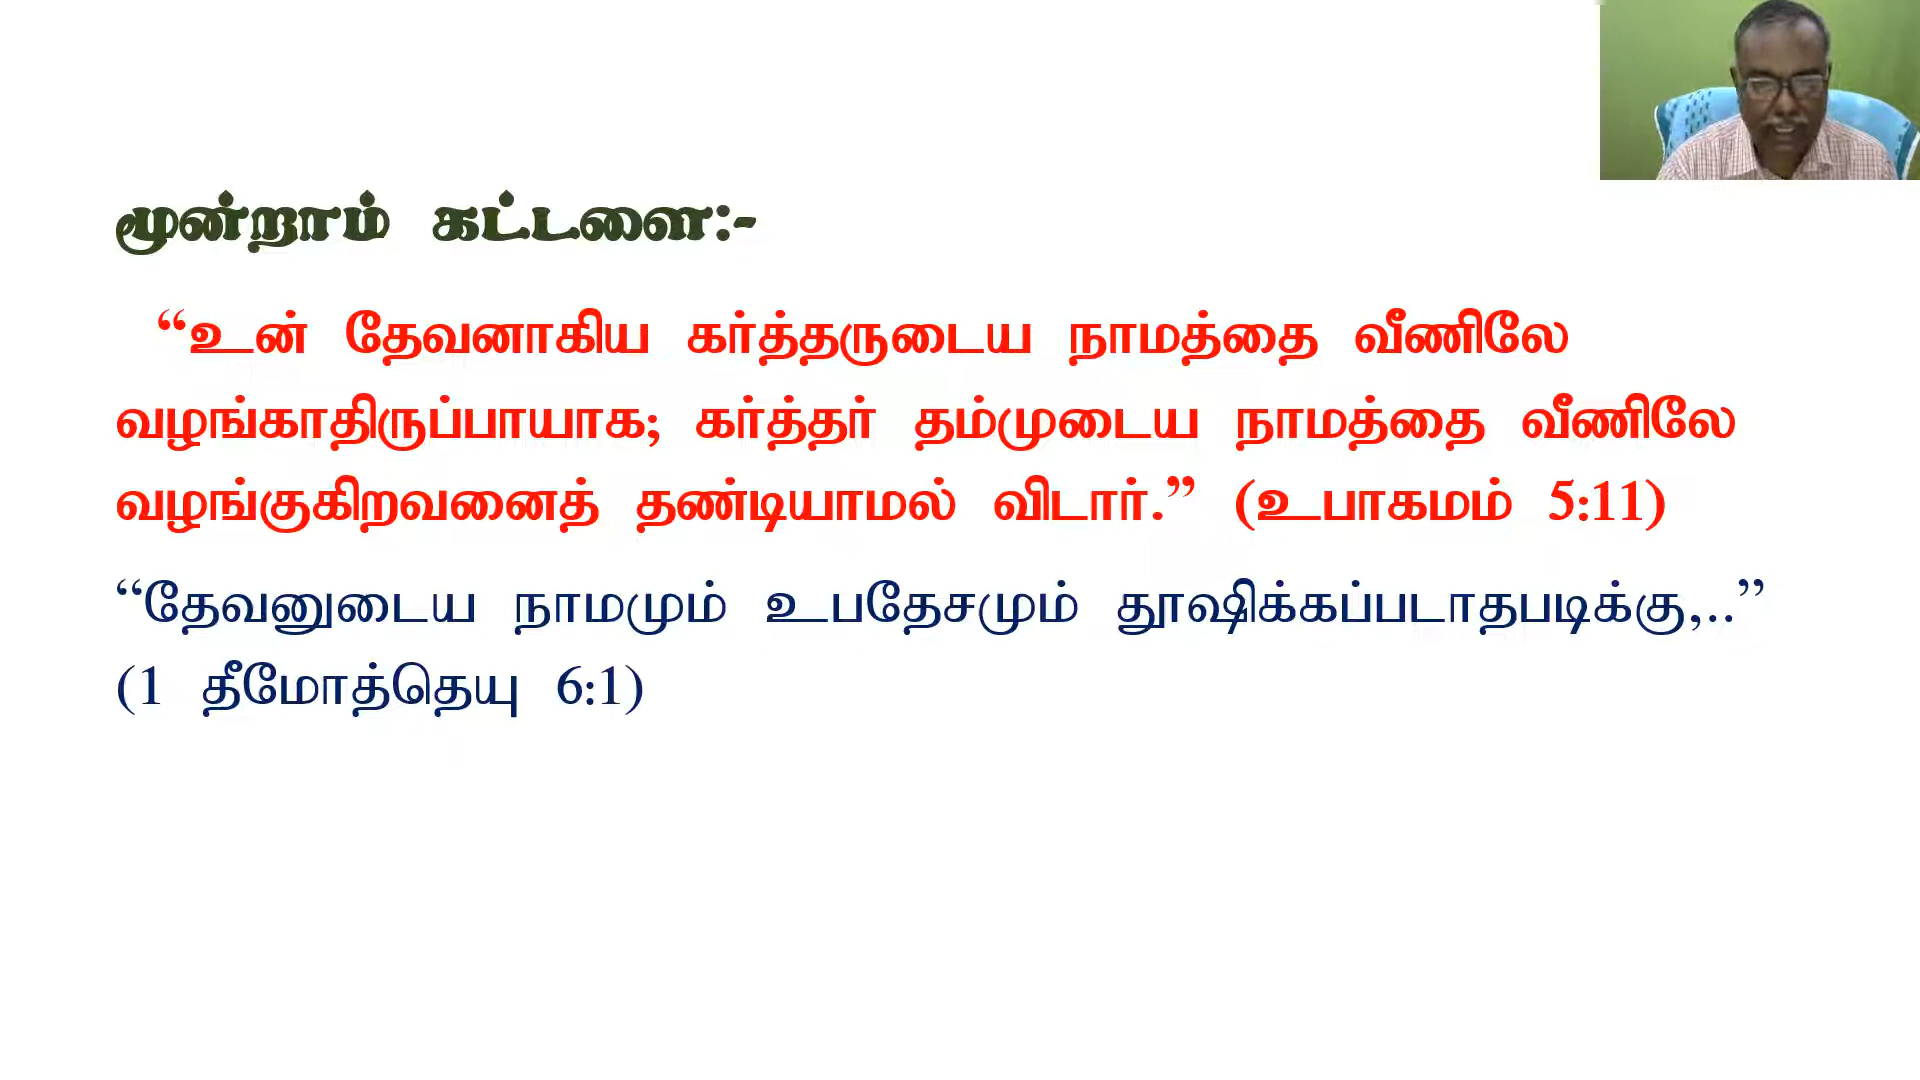 மூன்றாம் கட்டளை:-
“உன் தேவனாகிய கர்த்தருடைய நாமத்தை வீணிலே
வழங்காதிருப்பாயாக; கர்த்தர் தம்முடைய நாமத்தை வீணிலே
வழங்குகிறவனைத் தண்டியாமல் விடார்.” (உபாகமம் 5:11)
“தேவனுடைய நாமமும் உபதேசமும் தூஷிக்கப்படாதபடிக்கு,..”
(1 தீமோத்தெயு 6:1)